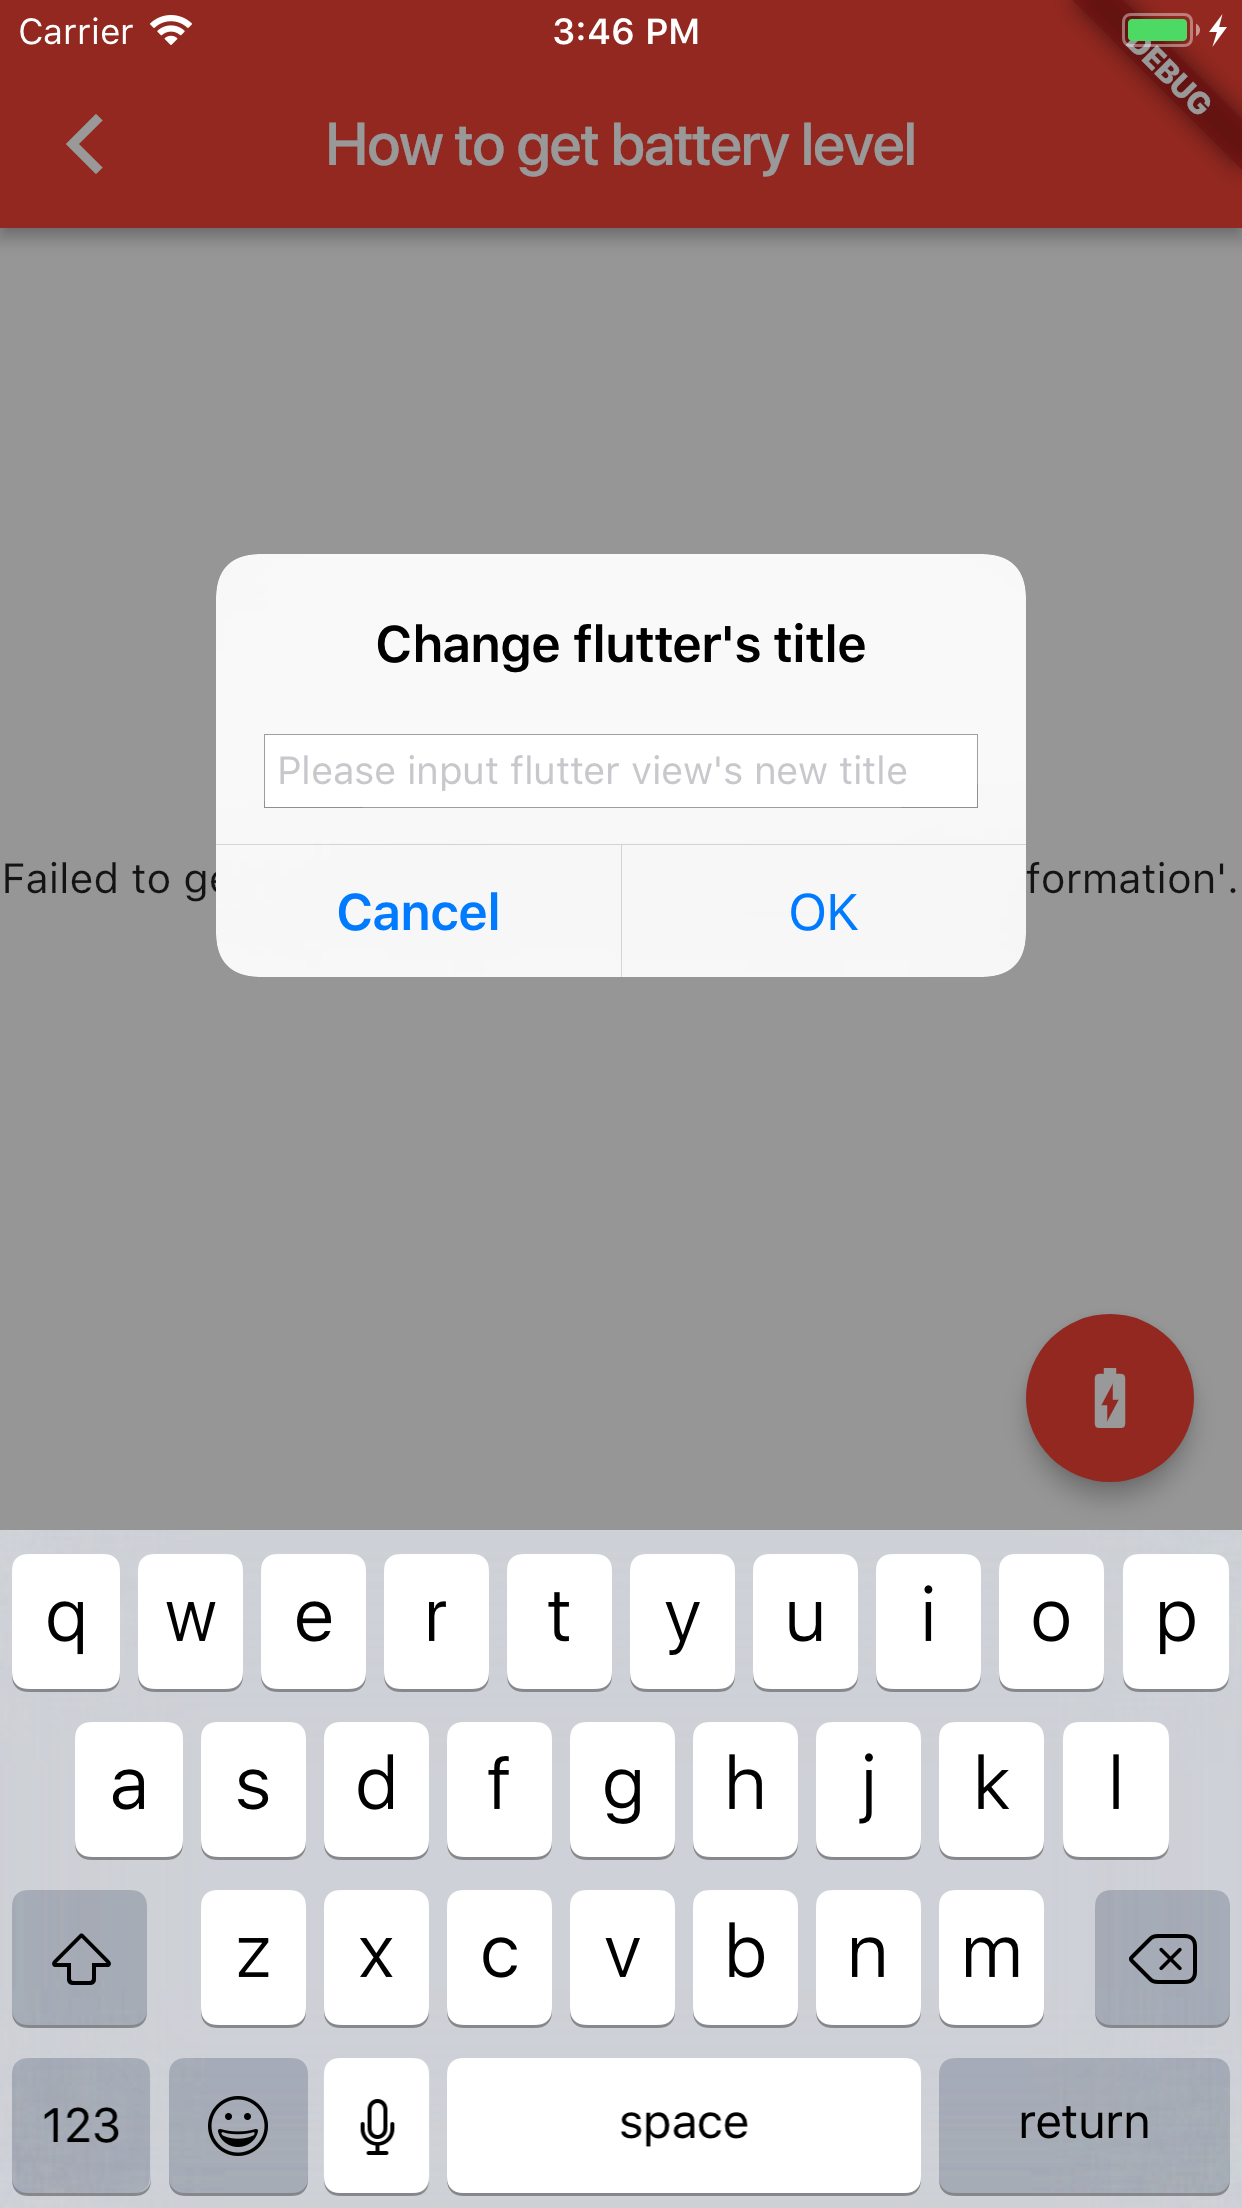 Carrier 3:46 PM
DEBUG
How to get battery level
Change flutter's title
Please input flutter view's new title
Failed to ge formation'.
Cancel OK
q w e r t y u i o p
a s d f g h j k l
z x c v b n m
123 space return